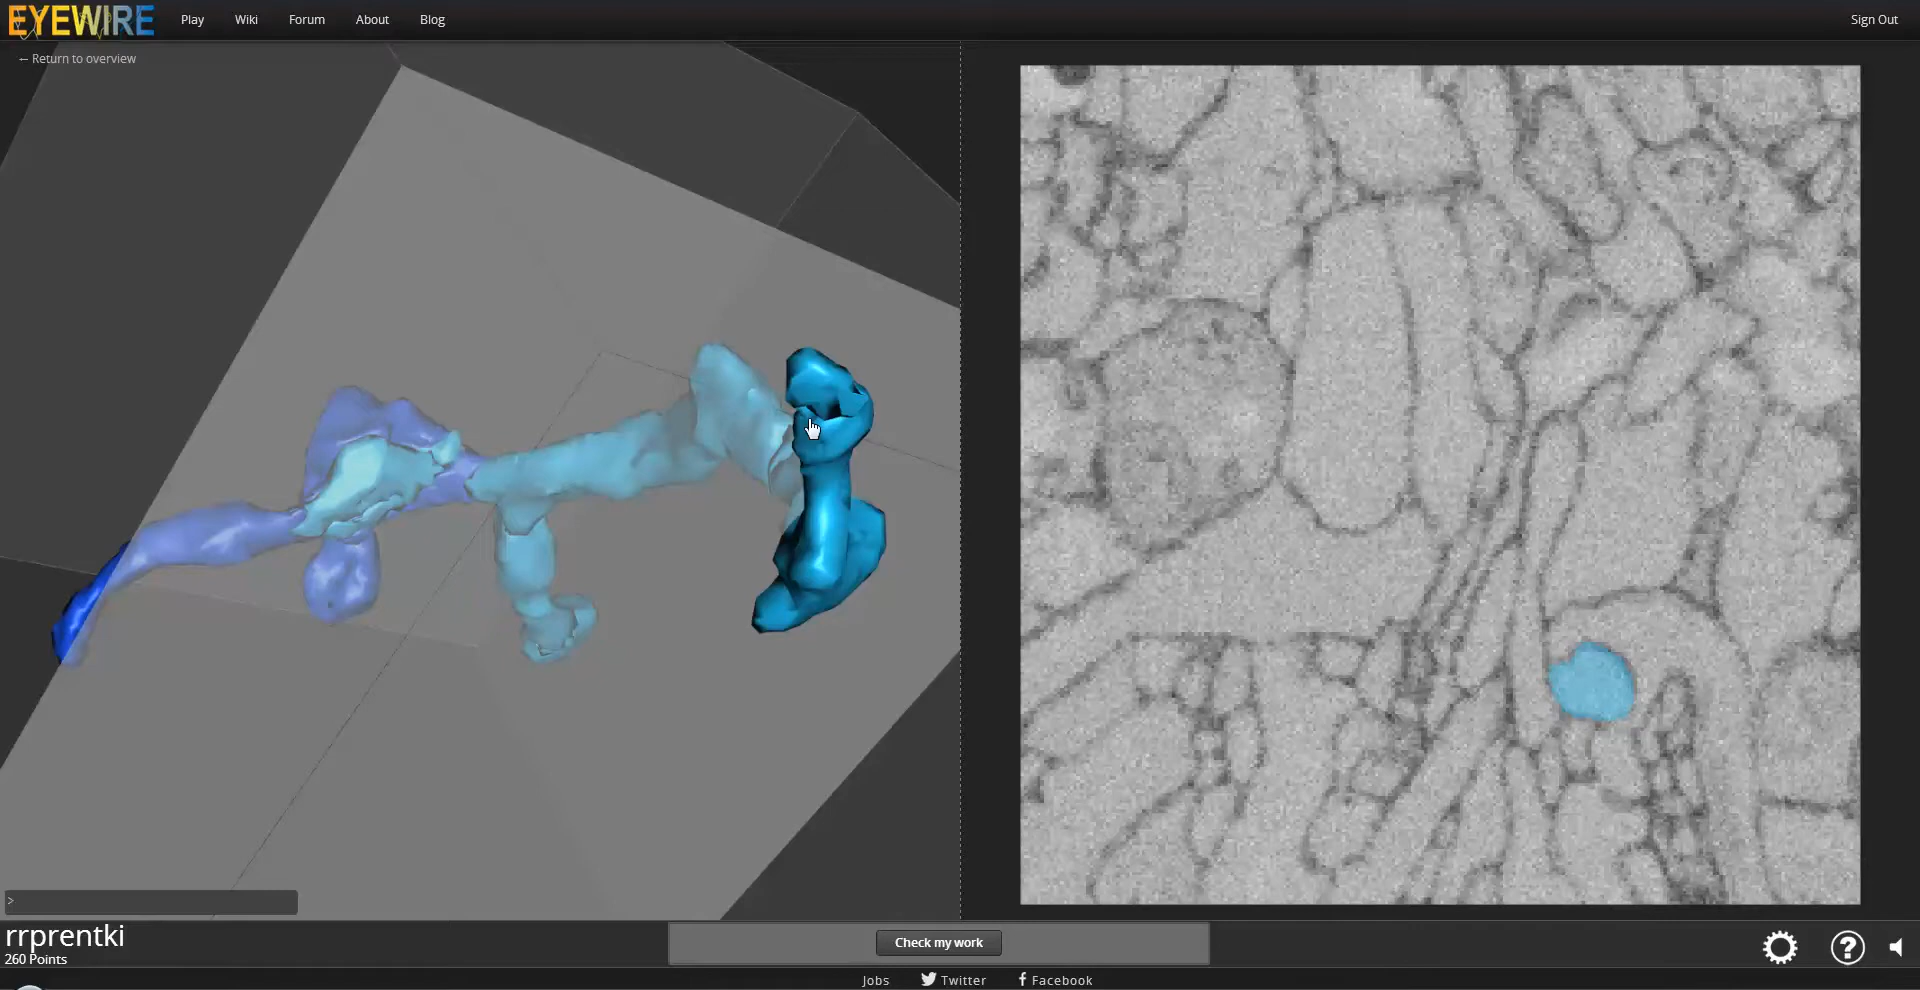 EYEWIRE Play Wiki Forum About Blog Sign Out
← Return to overview
>
rrprentki
260 Points
Check my work
?
Jobs Twitter Facebook